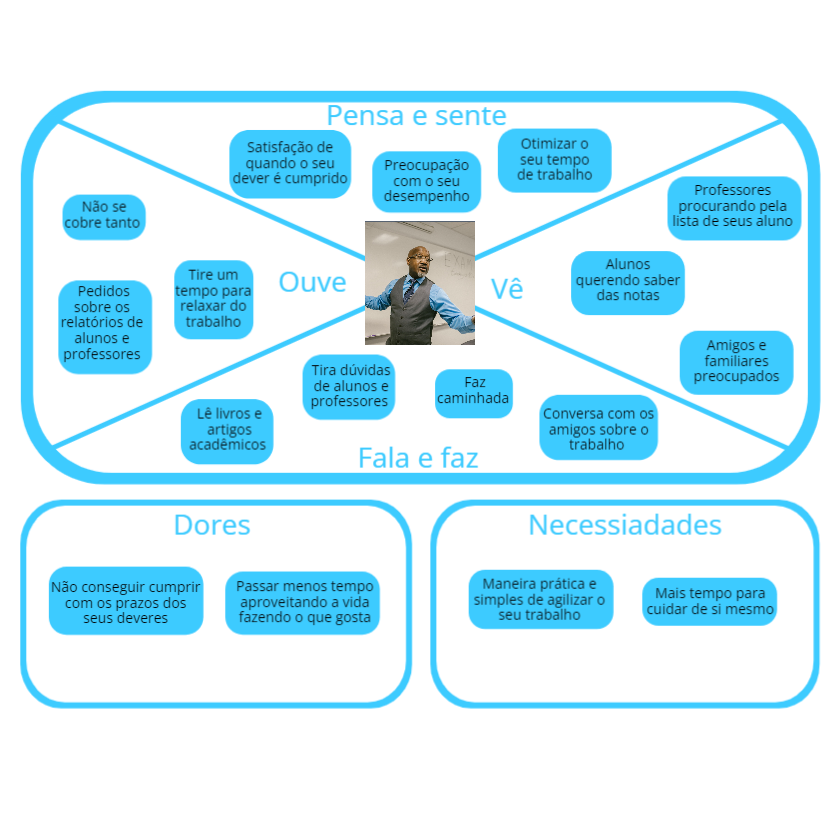 Pensa e sente
Satisfação de
quando o seu
dever é cumprido
Preocupação
com o seu
desempenho
Otimizar o
seu tempo
de trabalho
Não se
cobre tanto
Pedidos
sobre os
relatórios de
alunos e
professores
Tire um
tempo para
relaxar do
trabalho
Ouve
Vê
Professores
procurando pela
lista de seus aluno
Alunos
querendo saber
das notas
Amigos e
familiares
preocupados
Lê livros e
artigos
acadêmicos
Tira dúvidas
de alunos e
professores
Faz
caminhada
Conversa com os
amigos sobre o
trabalho
Fala e faz
Dores
Não conseguir cumprir
com os prazos dos
seus deveres
Passar menos tempo
aproveitando a vida
fazendo o que gosta
Necessiadades
Maneira prática e
simples de agilizar o
seu trabalho
Mais tempo para
cuidar de si mesmo